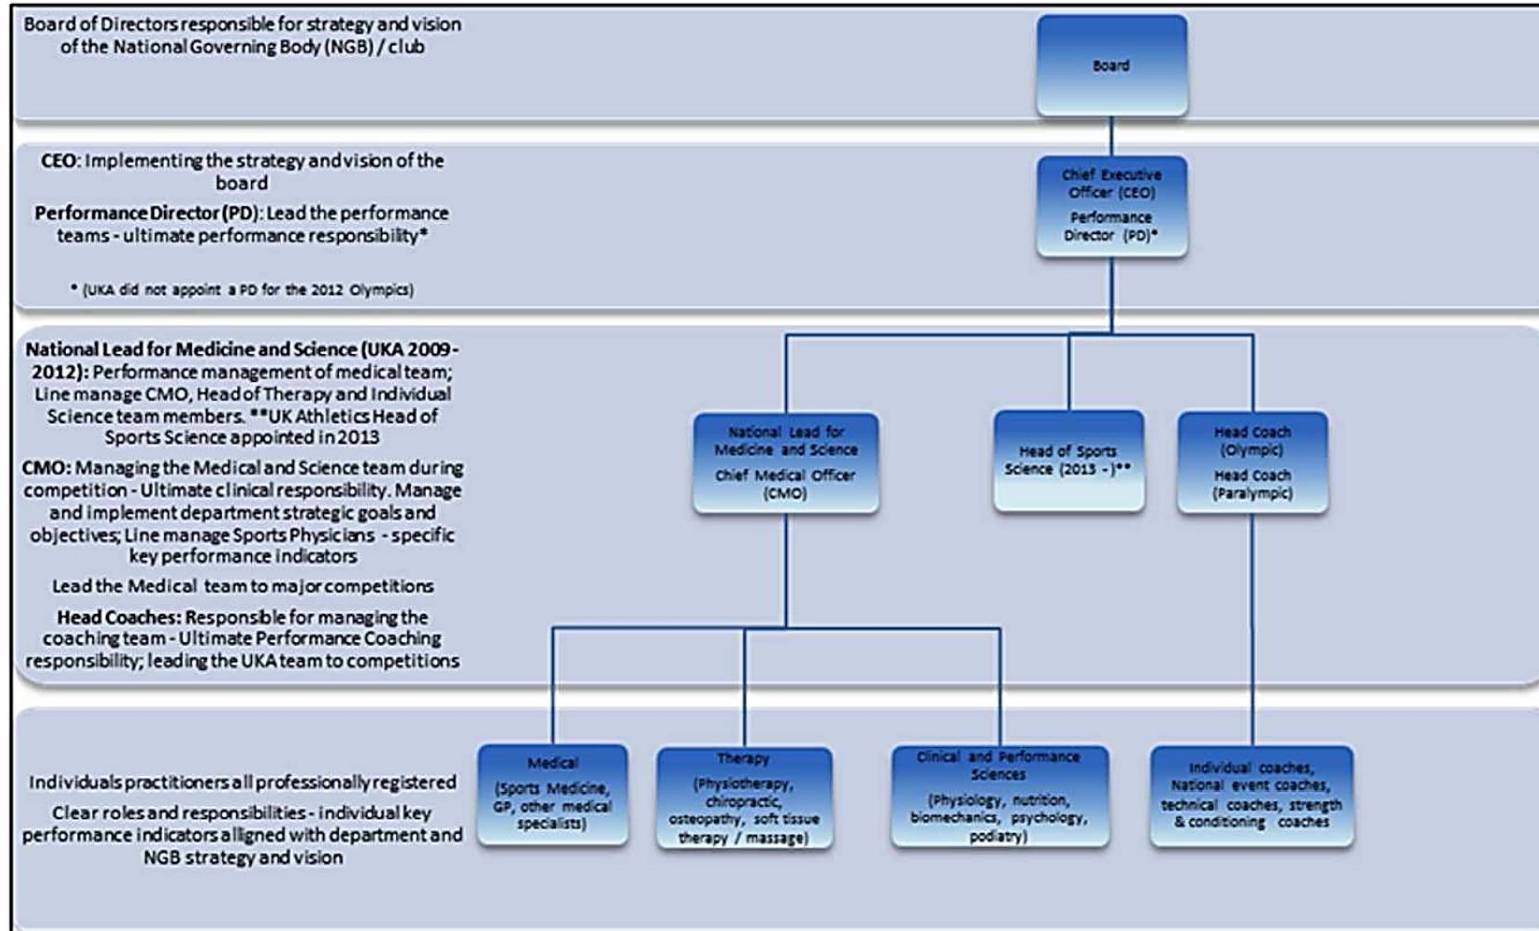 Board of Directors responsible for strategy and vision
of the National Governing Body (NGB) / club
Board
CEO: Implementing the strategy and vision of the
board
Performance Director (PD): Lead the performance
teams - ultimate performance responsibility*
* (UKA did not appoint a PD for the 2012 Olympics)
Chief Executive
Officer (CEO)
Performance
Director (PD)*
National Lead for Medicine and Science (UKA 2009-
2012): Performance management of medical team;
Line manage CMO, Head of Therapy and Individual
Science team members. **UK Athletics Head of
Sports Science appointed in 2013
CMO: Managing the Medical and Science team during
competition - Ultimate clinical responsibility. Manage
and implement department strategic goals and
objectives; Line manage Sports Physicians - specific
key performance indicators
Lead the Medical team to major competitions
Head Coaches: Responsible for managing the
coaching team - Ultimate Performance Coaching
responsibility; leading the UKA team to competitions
National Lead for
Medicine and Science
Chief Medical Officer
(CMO)
Head of Sports
Science (2013 - )**
Head Coach
(Olympic)
Head Coach
(Paralympic)
Individuals practitioners all professionally registered
Clear roles and responsibilities - individual key
performance indicators alligned with department and
NGB strategy and vision
Medical
(Sports Medicine,
GP, other medical
specialists)
Therapy
(Physiotherapy,
chiropractic,
osteopathy, soft tissue
therapy / massage)
Clinical and Performance
Sciences
(Physiology, nutrition,
biomechanics, psychology,
podiatry)
Individual coaches,
National event coaches,
technical coaches, strength
& conditioning coaches